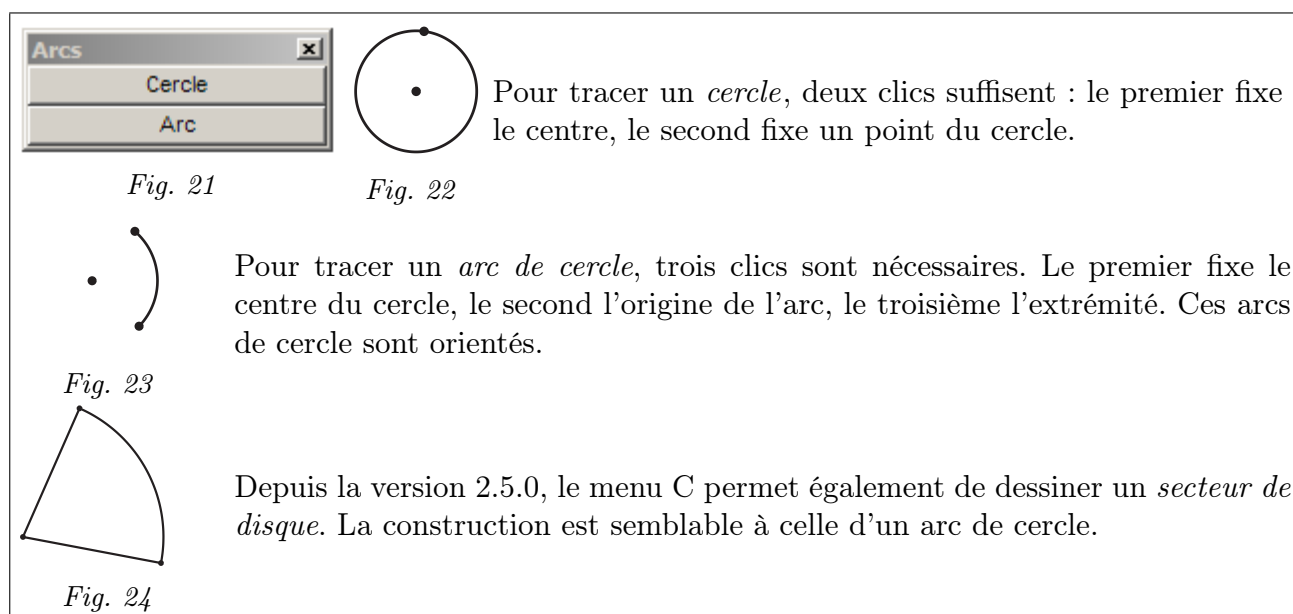 Arcs
Cercle
Arc
Fig. 21
Fig. 22
Pour tracer un cercle, deux clics suffisent : le premier fixe
le centre, le second fixe un point du cercle.
Fig. 23
Pour tracer un arc de cercle, trois clics sont nécessaires. Le premier fixe le
centre du cercle, le second l'origine de l'arc, le troisième l'extrémité. Ces arcs
de cercle sont orientés.
Fig. 24
Depuis la version 2.5.0, le menu C permet également de dessiner un secteur de
disque. La construction est semblable à celle d'un arc de cercle.